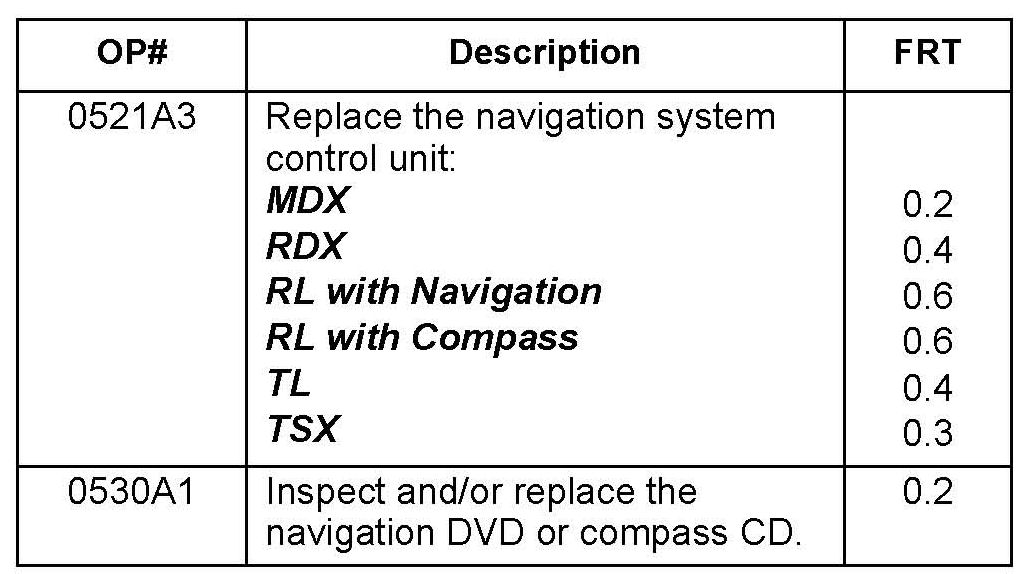 OP# Description FRT
0521A3 Replace the navigation system
control unit:
MDX 0.2
RDX 0.4
RL with Navigation 0.6
RL with Compass 0.6
TL 0.4
TSX 0.3
0530A1 Inspect and/or replace the 0.2
navigation DVD or compass CD.